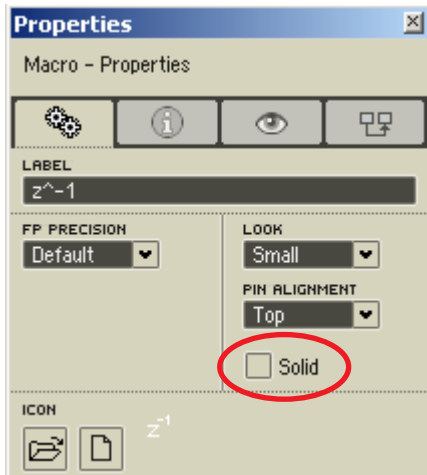 Properties
Macro - Properties
LABEL
z^-1
FP PRECISION
Default
LOOK
Small
PIN ALIGNMENT
Top
Solid
ICON
z-1